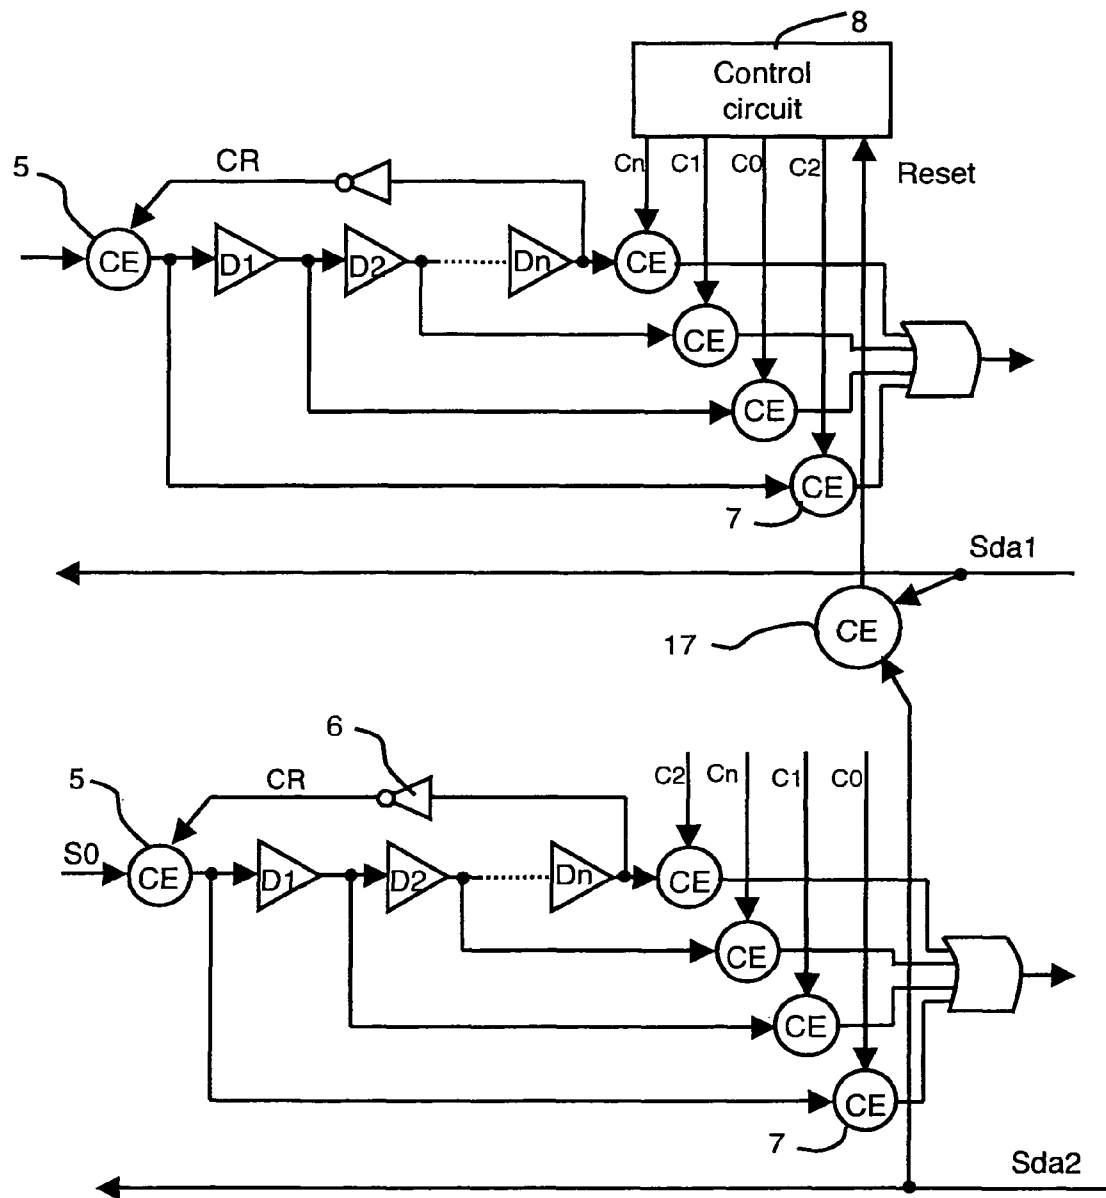 8
Control
circuit
Cn C1 C0 C2
Reset
5
CR
CE D1 D2 Dn CE
CE
CE
CE
7
Sda1
17
CE
6
5
CR
C2 Cn C1 C0
S0
CE D1 D2 Dn CE
CE
CE
CE
7
Sda2